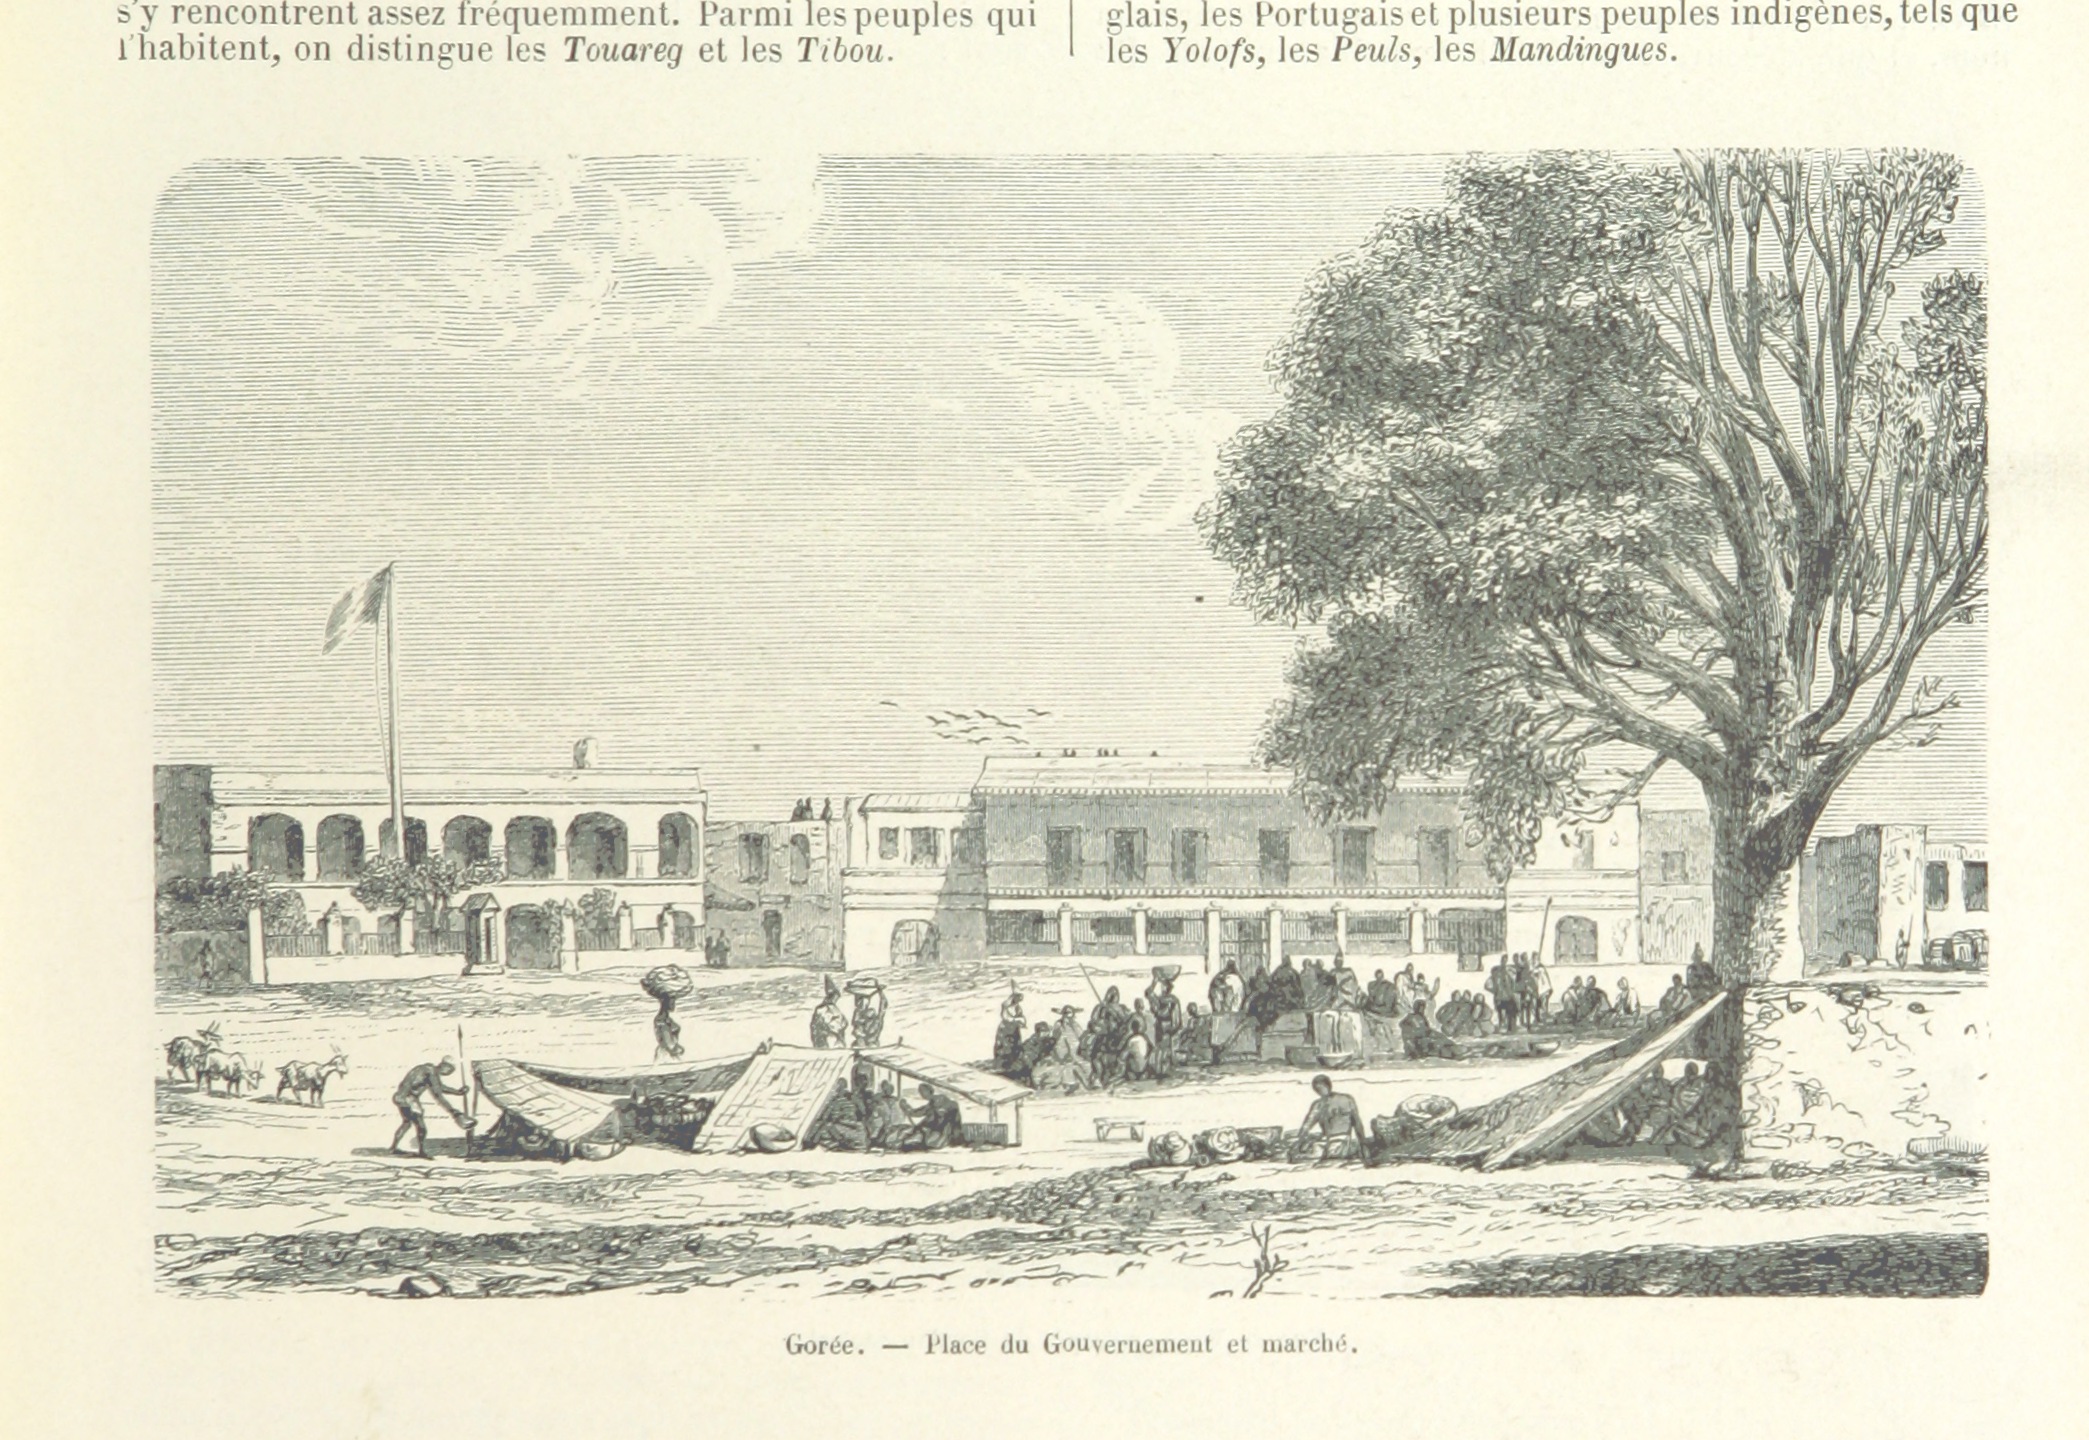 s'y rencontrent assez fréquemment. Parmi les peuples qui
l'habitent, on distingue les Touareg et les Tibou.
glais, les Portugais et plusieurs peuples indigènes, tels que
les Yolofs, les Peuls, les Mandingues.
Gorée. — Place du Gouvernement et marché.